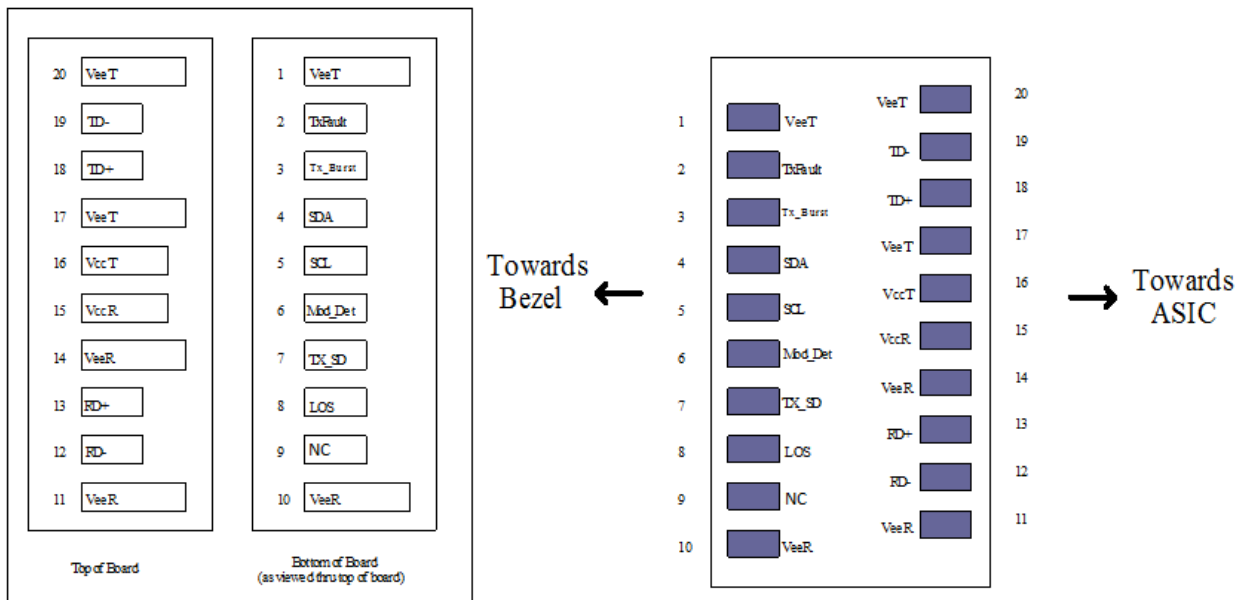 20 VeeT
19 TD-
18 TD+
17 VeeT
16 VccT
15 VccR
14 VeeR
13 RD+
12 RD-
11 VeeR
Top of Board
1 VeeT
2 TxFault
3 Tx_Burst
4 SDA
5 SCL
6 Mod_Det
7 TX_SD
8 LOS
9 NC
10 VeeR
Bottom of Board
(as viewed thru top of board)
Towards
Bezel
1 VeeT
2 TxFault
3 Tx_Burst
4 SDA
5 SCL
6 Mod_Det
7 TX_SD
8 LOS
9 NC
10 VeeR
VeeT 20
TD- 19
TD+ 18
VeeT 17
VccT 16
VccR 15
VeeR 14
RD+ 13
RD- 12
VeeR 11
Towards
ASIC